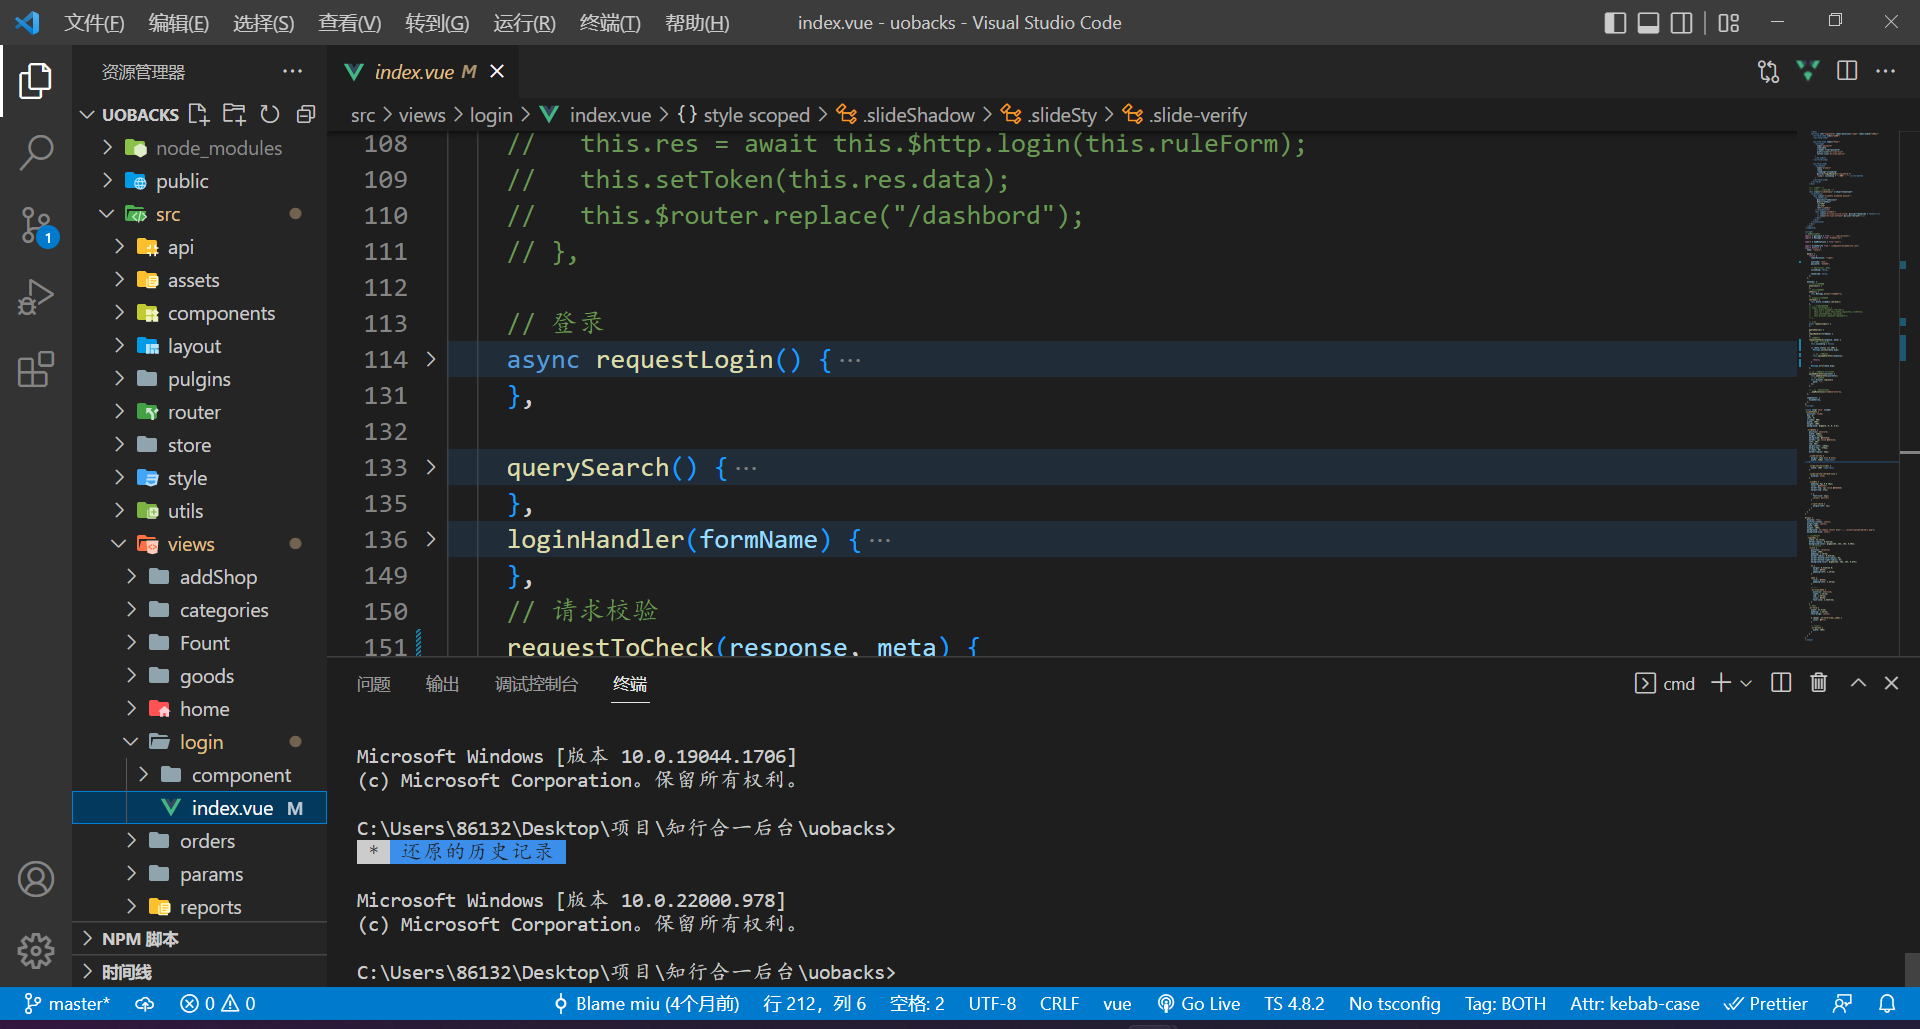 文件(F) 编辑(E) 选择(S) 查看(V) 转到(G) 运行(R) 终端(T) 帮助(H) index.vue - uobacks - Visual Studio Code
资源管理器 ···
UOBACKS
node_modules
public
src
api
assets
components
layout
pulgins
router
store
style
utils
views
addShop
categories
Fount
goods
home
login
component
index.vue M
orders
params
reports
NPM 脚本
时间线
1
index.vue M
src > views > login > index.vue > {} style scoped > .slideShadow > .slideSty > .slide-verify
108 //   this.res = await this.$http.login(this.ruleForm);
109 //   this.setToken(this.res.data);
110 //   this.$router.replace("/dashbord");
111 // },
112
113 // 登录
114 async requestLogin() {···
131 },
132
133 querySearch() {···
135 },
136 loginHandler(formName) {···
149 },
150 // 请求校验
151 requestToCheck(response, meta) {
问题 输出 调试控制台 终端 cmd
Microsoft Windows [版本 10.0.19044.1706]
(c) Microsoft Corporation。保留所有权利。
C:\Users\86132\Desktop\项目\知行合一后台\uobacks>
* 还原的历史记录
Microsoft Windows [版本 10.0.22000.978]
(c) Microsoft Corporation。保留所有权利。
C:\Users\86132\Desktop\项目\知行合一后台\uobacks>
master* 0 0 Blame miu (4个月前) 行 212，列 6 空格: 2 UTF-8 CRLF vue Go Live TS 4.8.2 No tsconfig Tag: BOTH Attr: kebab-case Prettier